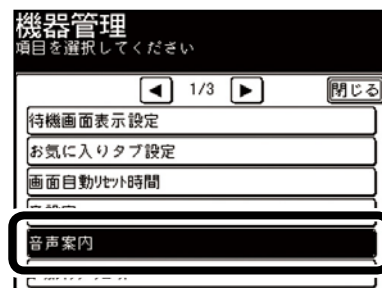 機器管理
項目を選択してください
◀ 1/3 ▶ 閉じる
待機画面表示設定
お気に入りタブ設定
画面自動リセット時間
音声案内